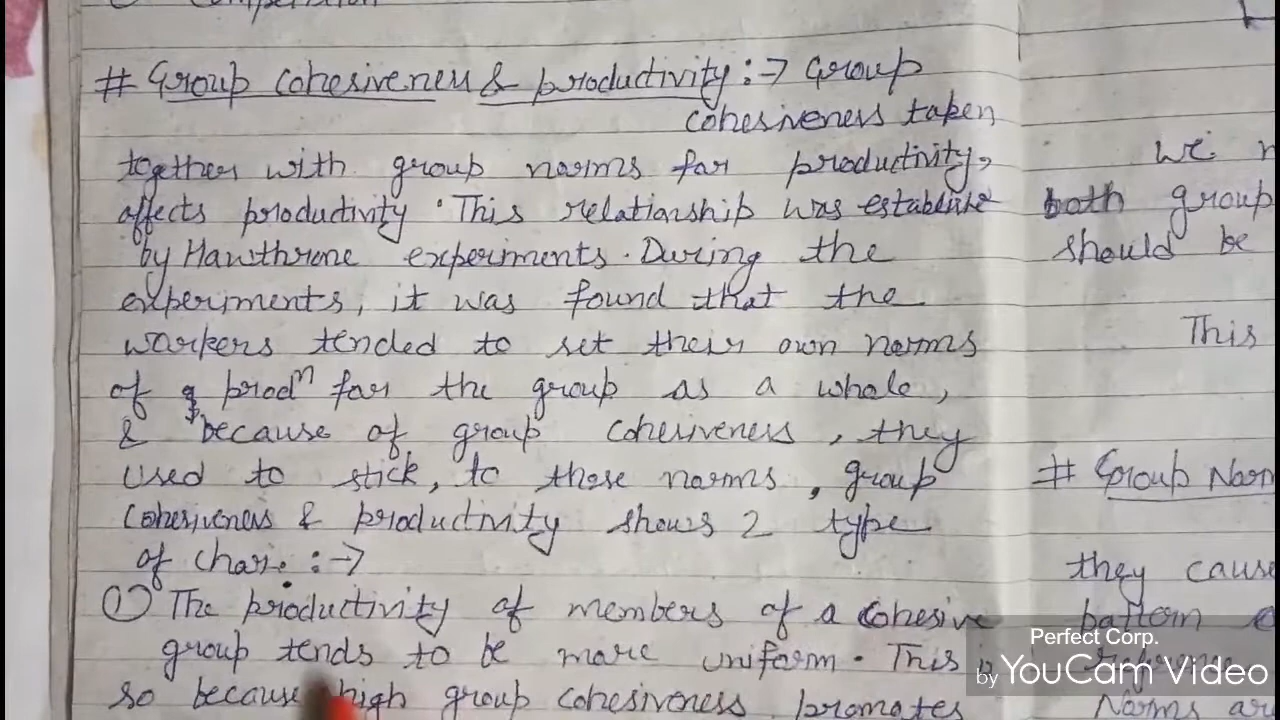 # Group cohesiveness & productivity :→ Group
cohesiveness taken
together with group norms for productivity,
affects productivity. This relationship was establishe
by Hawthrone experiments. During the
experiments, it was found that the
workers tended to set their own norms
of prodⁿ for the group as a whole,
& because of group cohesiveness, they
used to stick, to these norms, group
cohesiveness & productivity shows 2 type
of char. :→
① The productivity of members of a cohesive
group tends to be more uniform. This is
so because high group cohesiveness promotes
we
both group
should be
This
# Group Norm
they cause
pattern
Norms are
Perfect Corp.
by YouCam Video